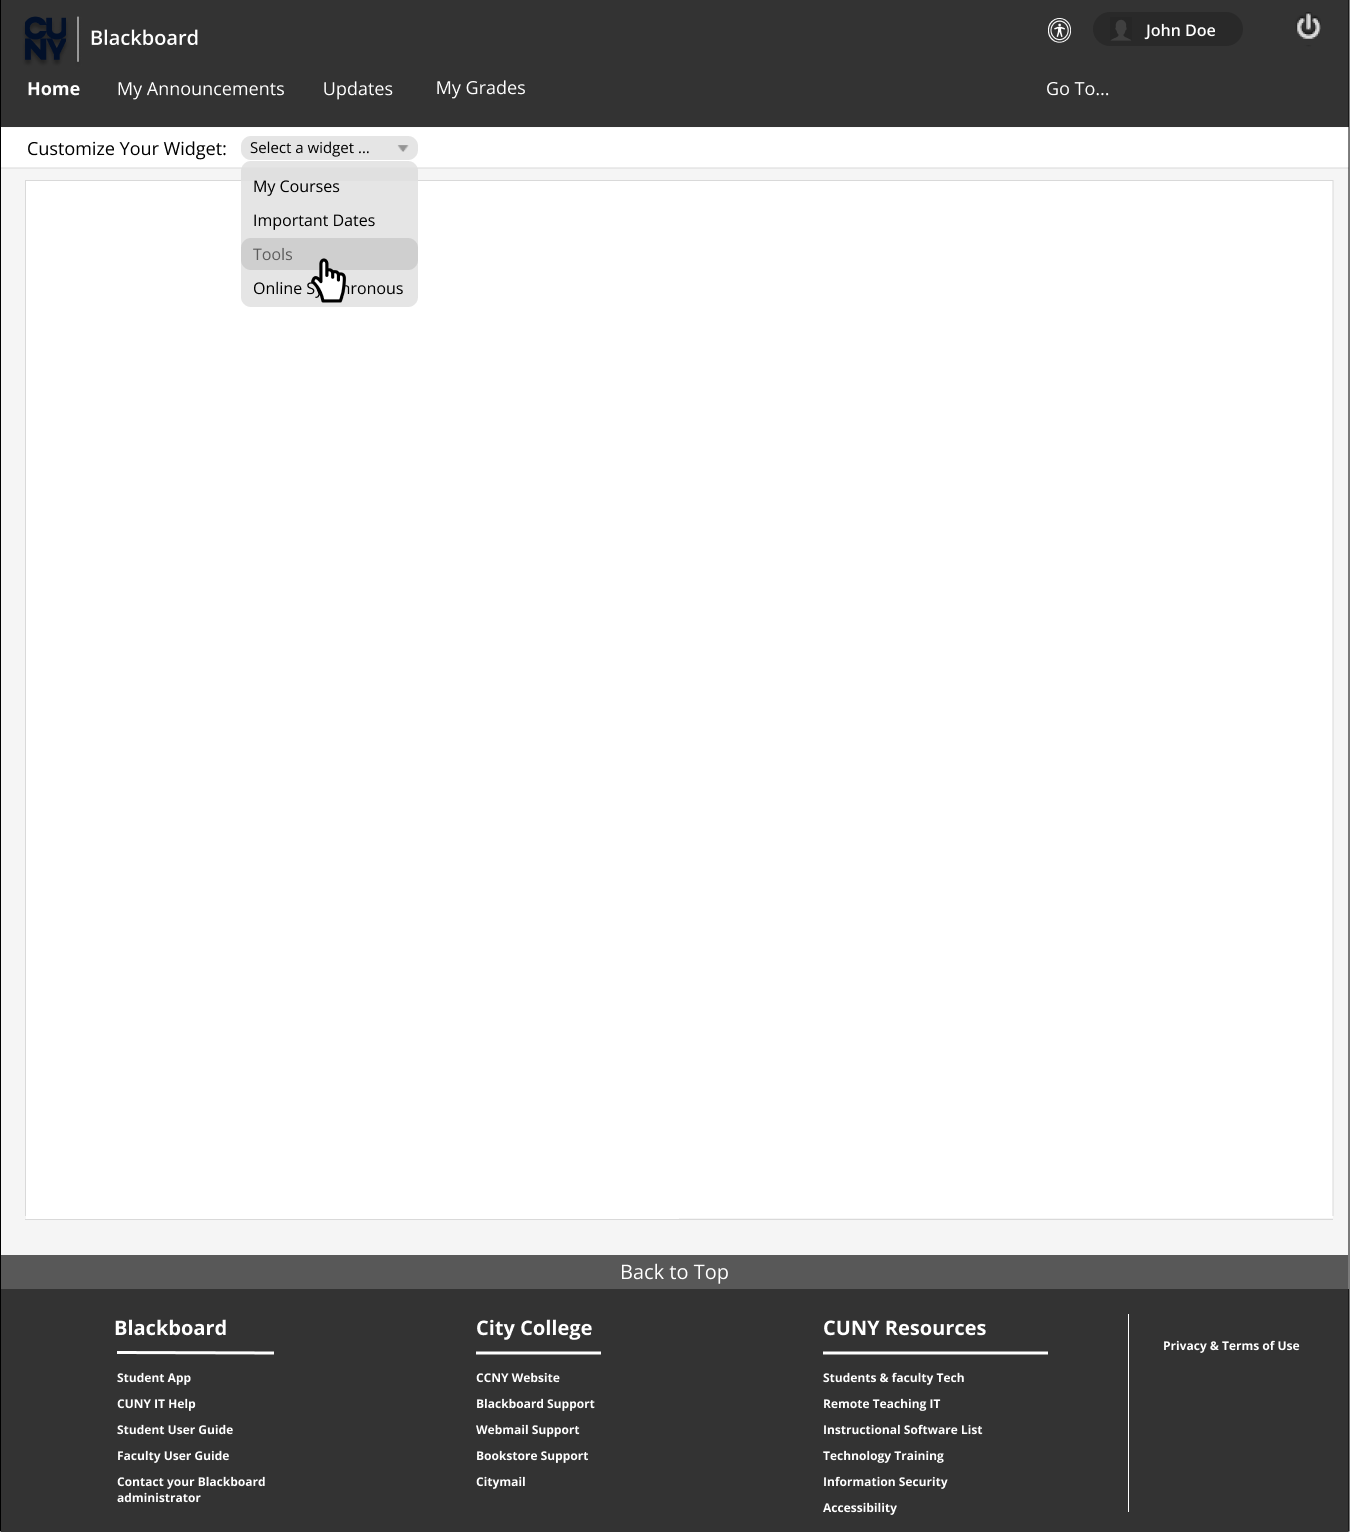 CU
NY
Blackboard
John Doe
Home My Announcements Updates My Grades Go To...
Customize Your Widget: Select a widget ...
My Courses
Important Dates
Tools
Online S hronous
Back to Top
Blackboard
Student App
CUNY IT Help
Student User Guide
Faculty User Guide
Contact your Blackboard
administrator
City College
CCNY Website
Blackboard Support
Webmail Support
Bookstore Support
Citymail
CUNY Resources
Students & faculty Tech
Remote Teaching IT
Instructional Software List
Technology Training
Information Security
Accessibility
Privacy & Terms of Use